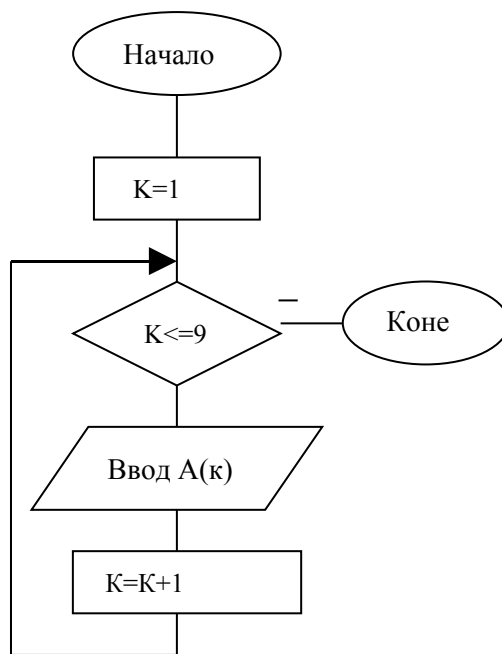 Начало
K=1
–
K<=9
Коне
Ввод А(к)
К=К+1